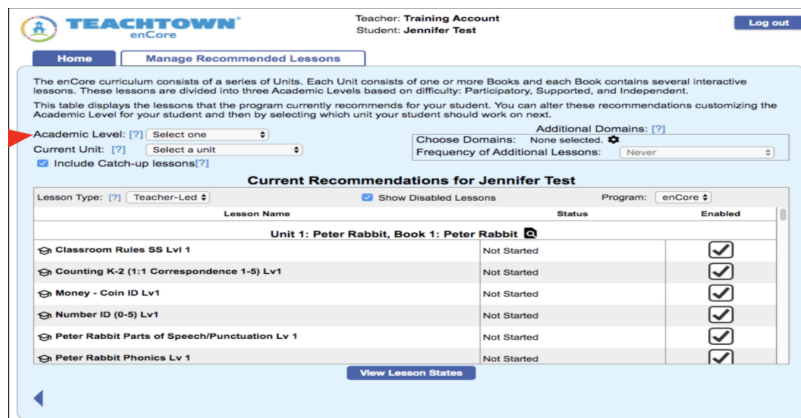 TEACHTOWN®
enCore
Teacher: Training Account
Student: Jennifer Test
Log out
Home
Manage Recommended Lessons
The enCore curriculum consists of a series of Units. Each Unit consists of one or more Books and each Book contains several interactive
lessons. These lessons are divided into three Academic Levels based on difficulty: Participatory, Supported, and Independent.
This table displays the lessons that the program currently recommends for your student. You can alter these recommendations customizing the
Academic Level for your student and then by selecting which unit your student should work on next.
Academic Level: [?] Select one
Additional Domains: [?]
Choose Domains: None selected.
Current Unit: [?] Select a unit
Frequency of Additional Lessons: Never
Include Catch-up lessons[?]
Current Recommendations for Jennifer Test
Lesson Type: [?] Teacher-Led Show Disabled Lessons Program: enCore
Lesson Name Status Enabled
Unit 1: Peter Rabbit, Book 1: Peter Rabbit
Classroom Rules SS Lvl 1 Not Started
Counting K-2 (1:1 Correspondence 1-5) Lv1 Not Started
Money - Coin ID Lv1 Not Started
Number ID (0-5) Lv1 Not Started
Peter Rabbit Parts of Speech/Punctuation Lv 1 Not Started
Peter Rabbit Phonics Lv 1 Not Started
View Lesson States